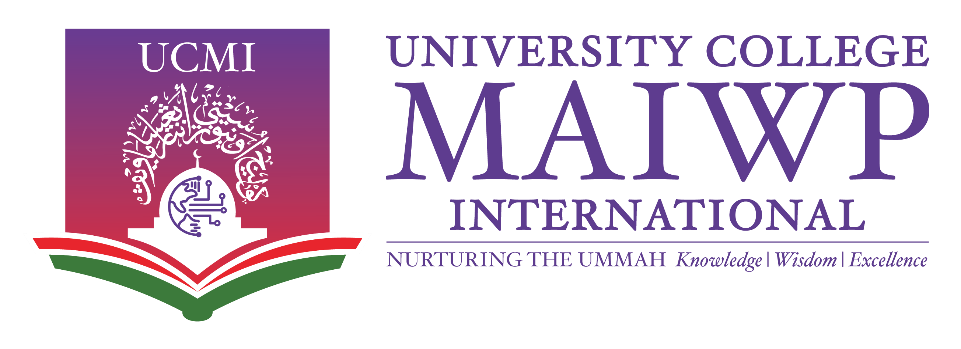 UCMI
UNIVERSITY COLLEGE
MAIWP
INTERNATIONAL
NURTURING THE UMMAH Knowledge | Wisdom | Excellence